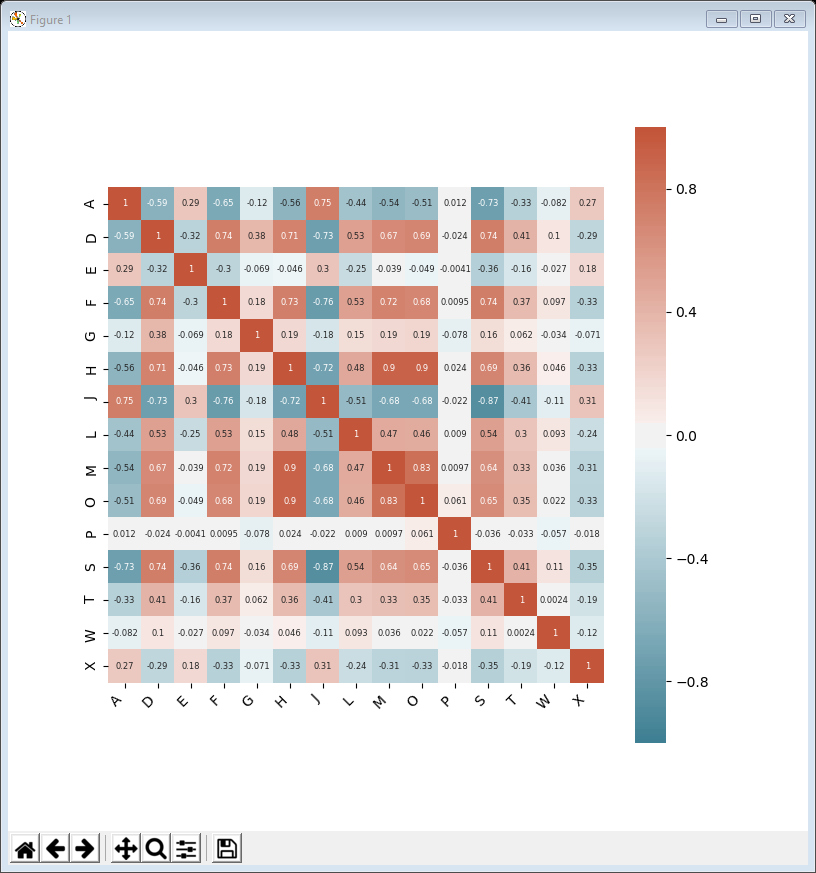 Figure 1
A 1 -0.59 0.29 -0.65 -0.12 -0.56 0.75 -0.44 -0.54 -0.51 0.012 -0.73 -0.33 -0.082 0.27
D -0.59 1 -0.32 0.74 0.38 0.71 -0.73 0.53 0.67 0.69 -0.024 0.74 0.41 0.1 -0.29
E 0.29 -0.32 1 -0.3 -0.069 -0.046 0.3 -0.25 -0.039 -0.049 -0.0041 -0.36 -0.16 -0.027 0.18
F -0.65 0.74 -0.3 1 0.18 0.73 -0.76 0.53 0.72 0.68 0.0095 0.74 0.37 0.097 -0.33
G -0.12 0.38 -0.069 0.18 1 0.19 -0.18 0.15 0.19 0.19 -0.078 0.16 0.062 -0.034 -0.071
H -0.56 0.71 -0.046 0.73 0.19 1 -0.72 0.48 0.9 0.9 0.024 0.69 0.36 0.046 -0.33
J 0.75 -0.73 0.3 -0.76 -0.18 -0.72 1 -0.51 -0.68 -0.68 -0.022 -0.87 -0.41 -0.11 0.31
L -0.44 0.53 -0.25 0.53 0.15 0.48 -0.51 1 0.47 0.46 0.009 0.54 0.3 0.093 -0.24
M -0.54 0.67 -0.039 0.72 0.19 0.9 -0.68 0.47 1 0.83 0.0097 0.64 0.33 0.036 -0.31
O -0.51 0.69 -0.049 0.68 0.19 0.9 -0.68 0.46 0.83 1 0.061 0.65 0.35 0.022 -0.33
P 0.012 -0.024 -0.0041 0.0095 -0.078 0.024 -0.022 0.009 0.0097 0.061 1 -0.036 -0.033 -0.057 -0.018
S -0.73 0.74 -0.36 0.74 0.16 0.69 -0.87 0.54 0.64 0.65 -0.036 1 0.41 0.11 -0.35
T -0.33 0.41 -0.16 0.37 0.062 0.36 -0.41 0.3 0.33 0.35 -0.033 0.41 1 0.0024 -0.19
W -0.082 0.1 -0.027 0.097 -0.034 0.046 -0.11 0.093 0.036 0.022 -0.057 0.11 0.0024 1 -0.12
X 0.27 -0.29 0.18 -0.33 -0.071 -0.33 0.31 -0.24 -0.31 -0.33 -0.018 -0.35 -0.19 -0.12 1
A D E F G H J L M O P S T W X
0.8
0.4
0.0
−0.4
−0.8